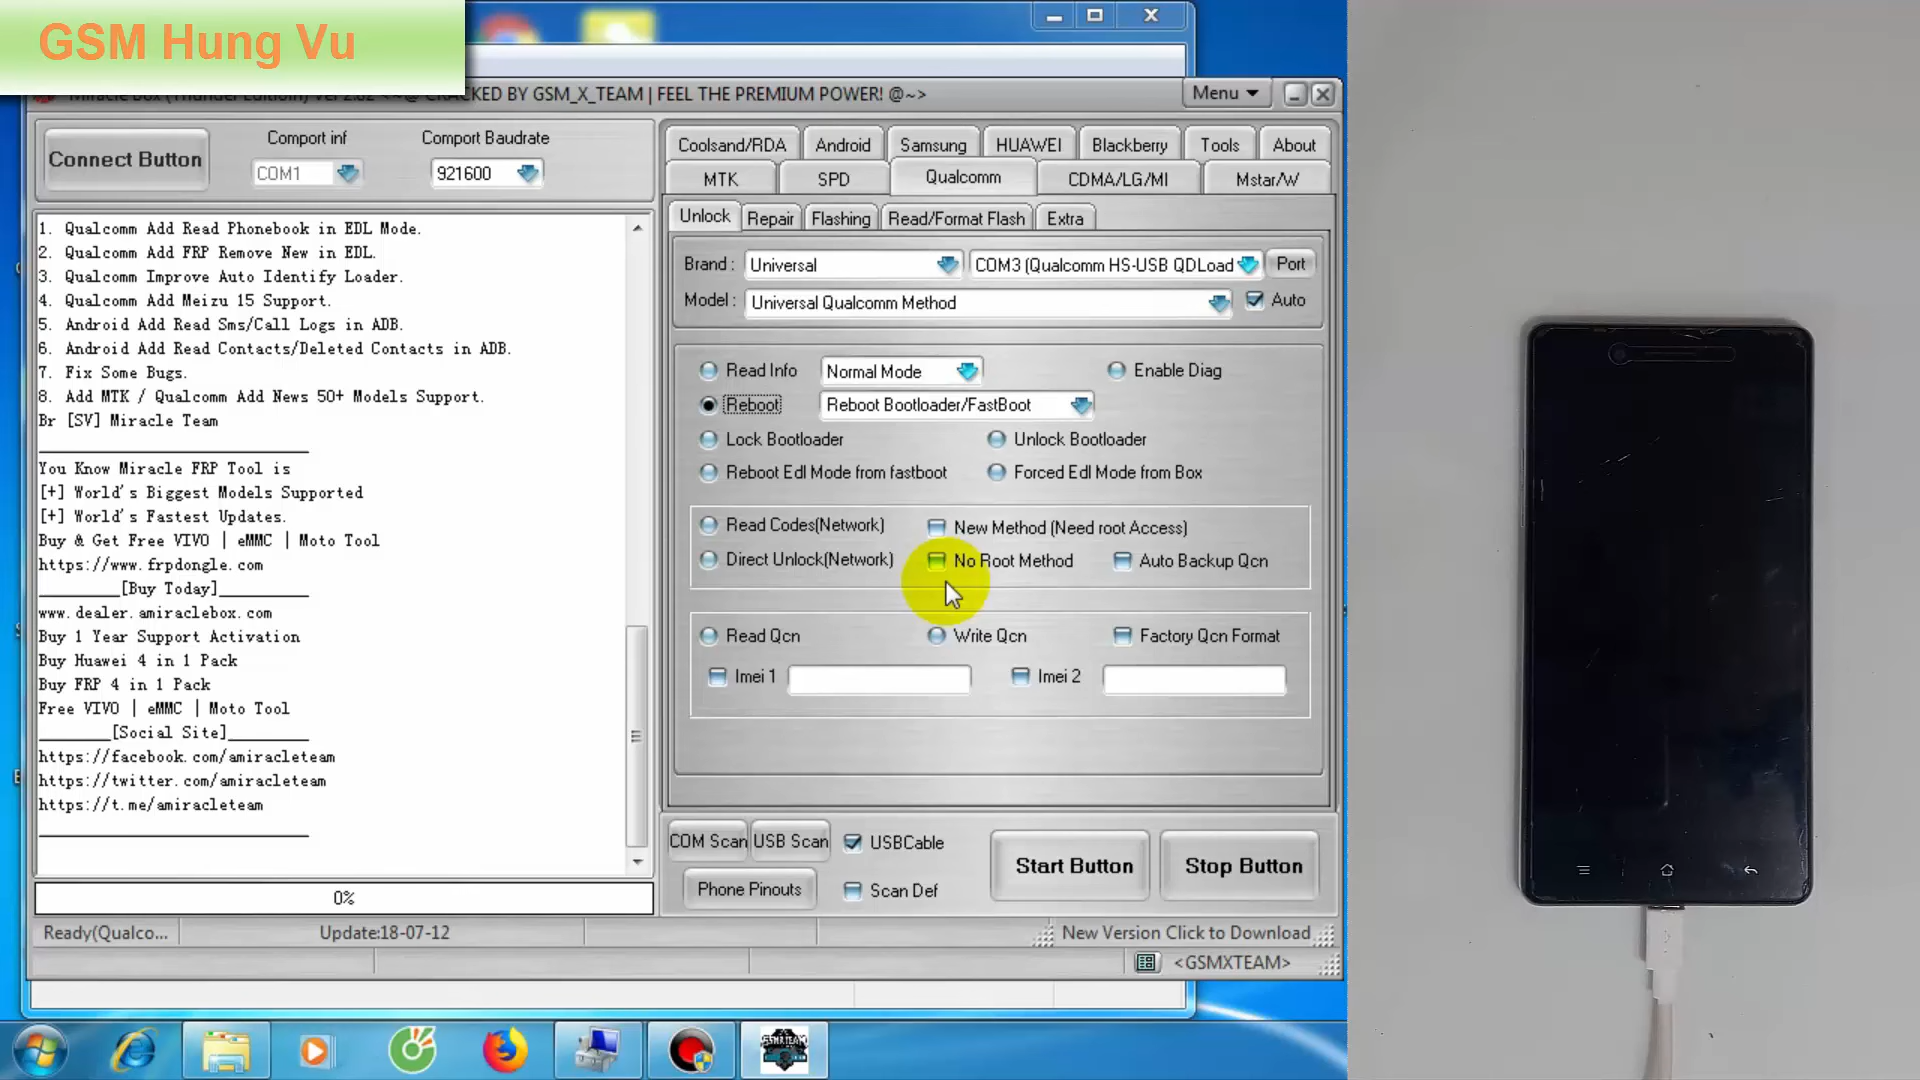 GSM Hung Vu
Miracle Box (Thunder Edition) Ver 2.82 <~@ CRACKED BY GSM_X_TEAM | FEEL THE PREMIUM POWER! @~>
Menu
Connect Button
Comport inf
Comport Baudrate
COM1
921600
Coolsand/RDA
Android
Samsung
HUAWEI
Blackberry
Tools
About
MTK
SPD
Qualcomm
CDMA/LG/MI
Mstar/W
Unlock
Repair
Flashing
Read/Format Flash
Extra
1. Qualcomm Add Read Phonebook in EDL Mode.
2. Qualcomm Add FRP Remove New in EDL.
3. Qualcomm Improve Auto Identify Loader.
4. Qualcomm Add Meizu 15 Support.
5. Android Add Read Sms/Call Logs in ADB.
6. Android Add Read Contacts/Deleted Contacts in ADB.
7. Fix Some Bugs.
8. Add MTK / Qualcomm Add News 50+ Models Support.
Br [SV] Miracle Team
You Know Miracle FRP Tool is
[+] World's Biggest Models Supported
[+] World's Fastest Updates.
Buy & Get Free VIVO | eMMC | Moto Tool
https://www.frpdongle.com
_________[Buy Today]__________
www.dealer.amiraclebox.com
Buy 1 Year Support Activation
Buy Huawei 4 in 1 Pack
Buy FRP 4 in 1 Pack
Free VIVO | eMMC | Moto Tool
________[Social Site]_________
https://facebook.com/amiracleteam
https://twitter.com/amiracleteam
https://t.me/amiracleteam
Brand :
Universal
COM3 (Qualcomm HS-USB QDLoad
Port
Model :
Universal Qualcomm Method
Auto
Read Info
Normal Mode
Enable Diag
Reboot
Reboot Bootloader/FastBoot
Lock Bootloader
Unlock Bootloader
Reboot Edl Mode from fastboot
Forced Edl Mode from Box
Read Codes(Network)
New Method (Need root Access)
Direct Unlock(Network)
No Root Method
Auto Backup Qcn
Read Qcn
Write Qcn
Factory Qcn Format
Imei 1
Imei 2
COM Scan
USB Scan
USBCable
Phone Pinouts
Scan Def
Start Button
Stop Button
0%
Ready(Qualco...
Update:18-07-12
New Version Click to Download
<GSMXTEAM>